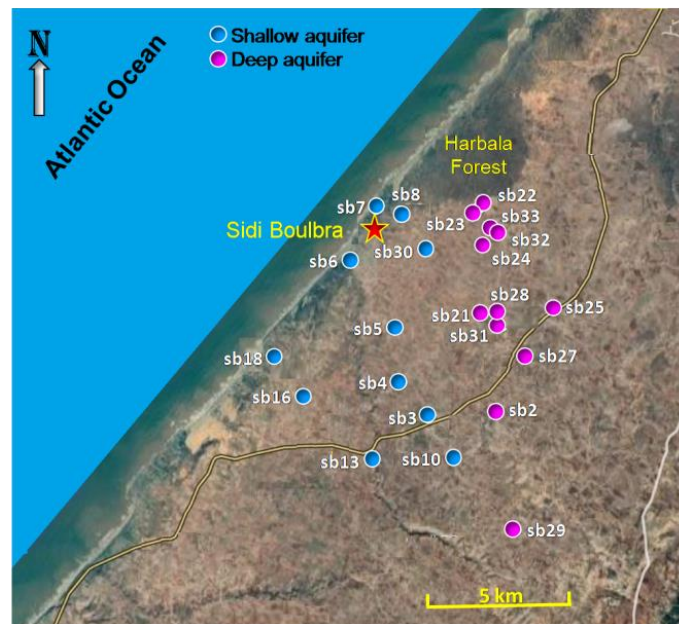 N
Atlantic Ocean
Shallow aquifer
Deep aquifer
Harbala
Forest
sb22
sb7
sb8
sb23
sb33
Sidi Boulbra
sb32
sb30
sb24
sb6
sb28
sb25
sb21
sb5
sb31
sb18
sb27
sb4
sb16
sb3
sb2
sb13
sb10
sb29
5 km